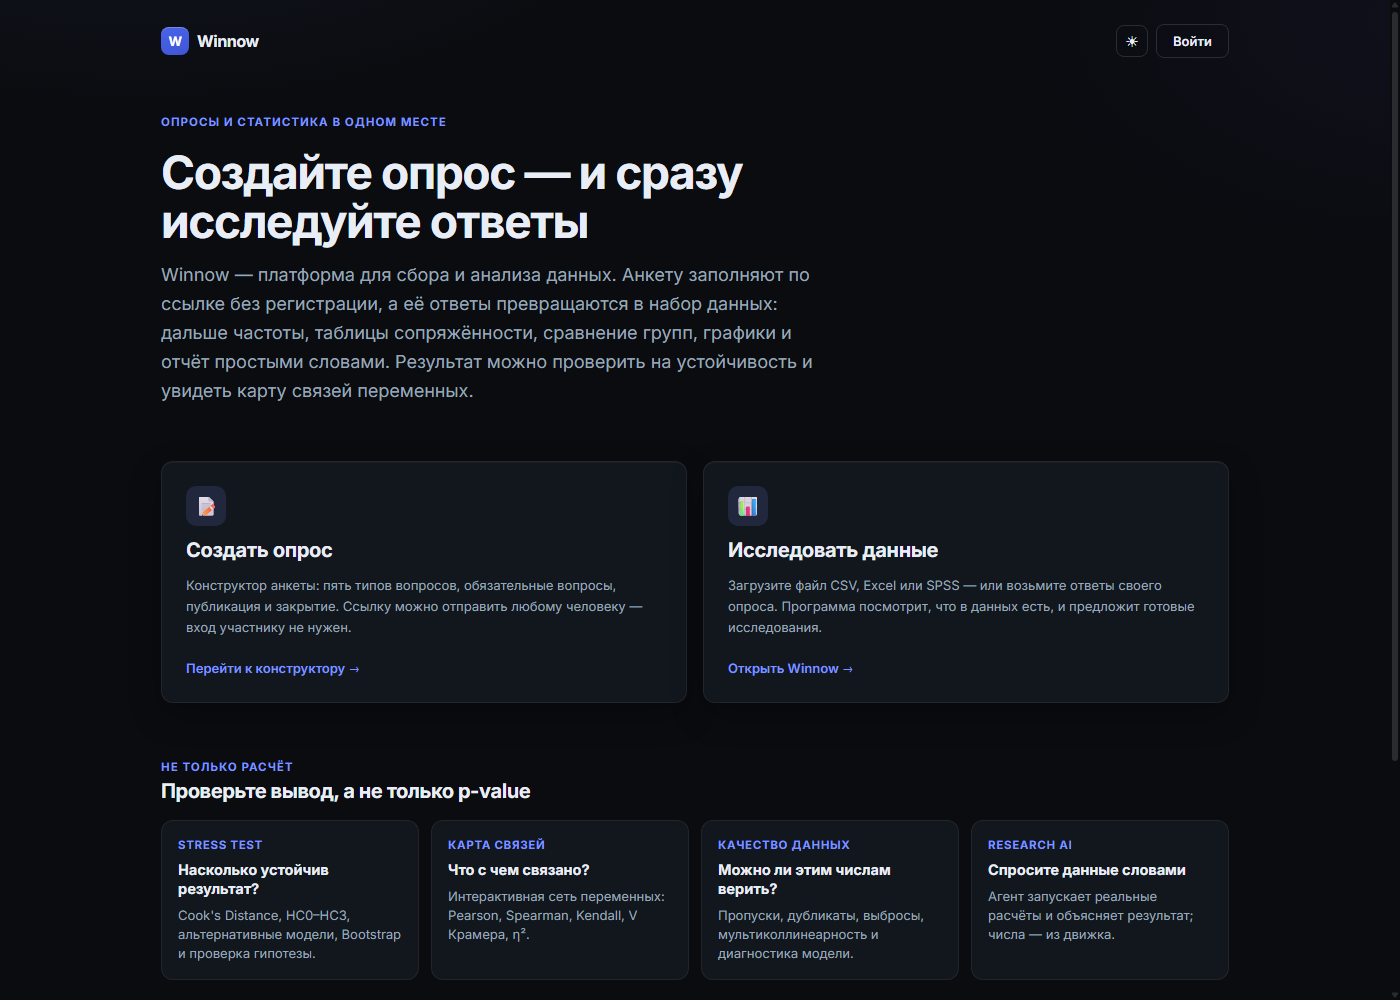 W Winnow
☀ Войти
ОПРОСЫ И СТАТИСТИКА В ОДНОМ МЕСТЕ
Создайте опрос — и сразу
исследуйте ответы
Winnow — платформа для сбора и анализа данных. Анкету заполняют по
ссылке без регистрации, а её ответы превращаются в набор данных:
дальше частоты, таблицы сопряжённости, сравнение групп, графики и
отчёт простыми словами. Результат можно проверить на устойчивость и
увидеть карту связей переменных.
Создать опрос
Конструктор анкеты: пять типов вопросов, обязательные вопросы,
публикация и закрытие. Ссылку можно отправить любому человеку —
вход участнику не нужен.
Перейти к конструктору →
Исследовать данные
Загрузите файл CSV, Excel или SPSS — или возьмите ответы своего
опроса. Программа посмотрит, что в данных есть, и предложит готовые
исследования.
Открыть Winnow →
НЕ ТОЛЬКО РАСЧЁТ
Проверьте вывод, а не только p-value
STRESS TEST
Насколько устойчив
результат?
Cook's Distance, HC0–HC3,
альтернативные модели, Bootstrap
и проверка гипотезы.
КАРТА СВЯЗЕЙ
Что с чем связано?
Интерактивная сеть переменных:
Pearson, Spearman, Kendall, V
Крамера, η².
КАЧЕСТВО ДАННЫХ
Можно ли этим числам
верить?
Пропуски, дубликаты, выбросы,
мультиколлинеарность и
диагностика модели.
RESEARCH AI
Спросите данные словами
Агент запускает реальные
расчёты и объясняет результат;
числа — из движка.